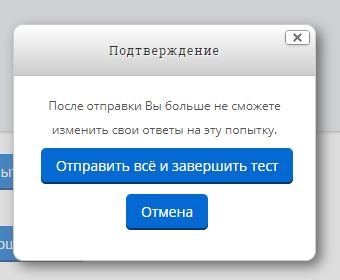 Подтверждение
После отправки Вы больше не сможете
изменить свои ответы на эту попытку.
Отправить всё и завершить тест
Отмена